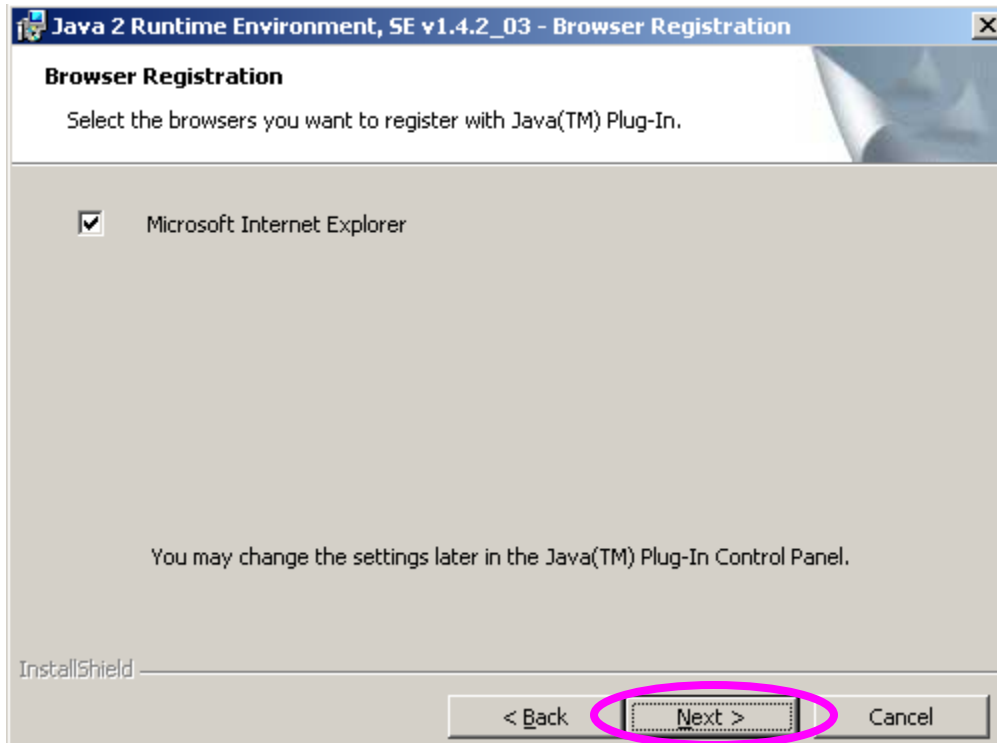 Java 2 Runtime Environment, SE v1.4.2_03 - Browser Registration
Browser Registration
Select the browsers you want to register with Java(TM) Plug-In.
Microsoft Internet Explorer
You may change the settings later in the Java(TM) Plug-In Control Panel.
InstallShield
< Back Next > Cancel